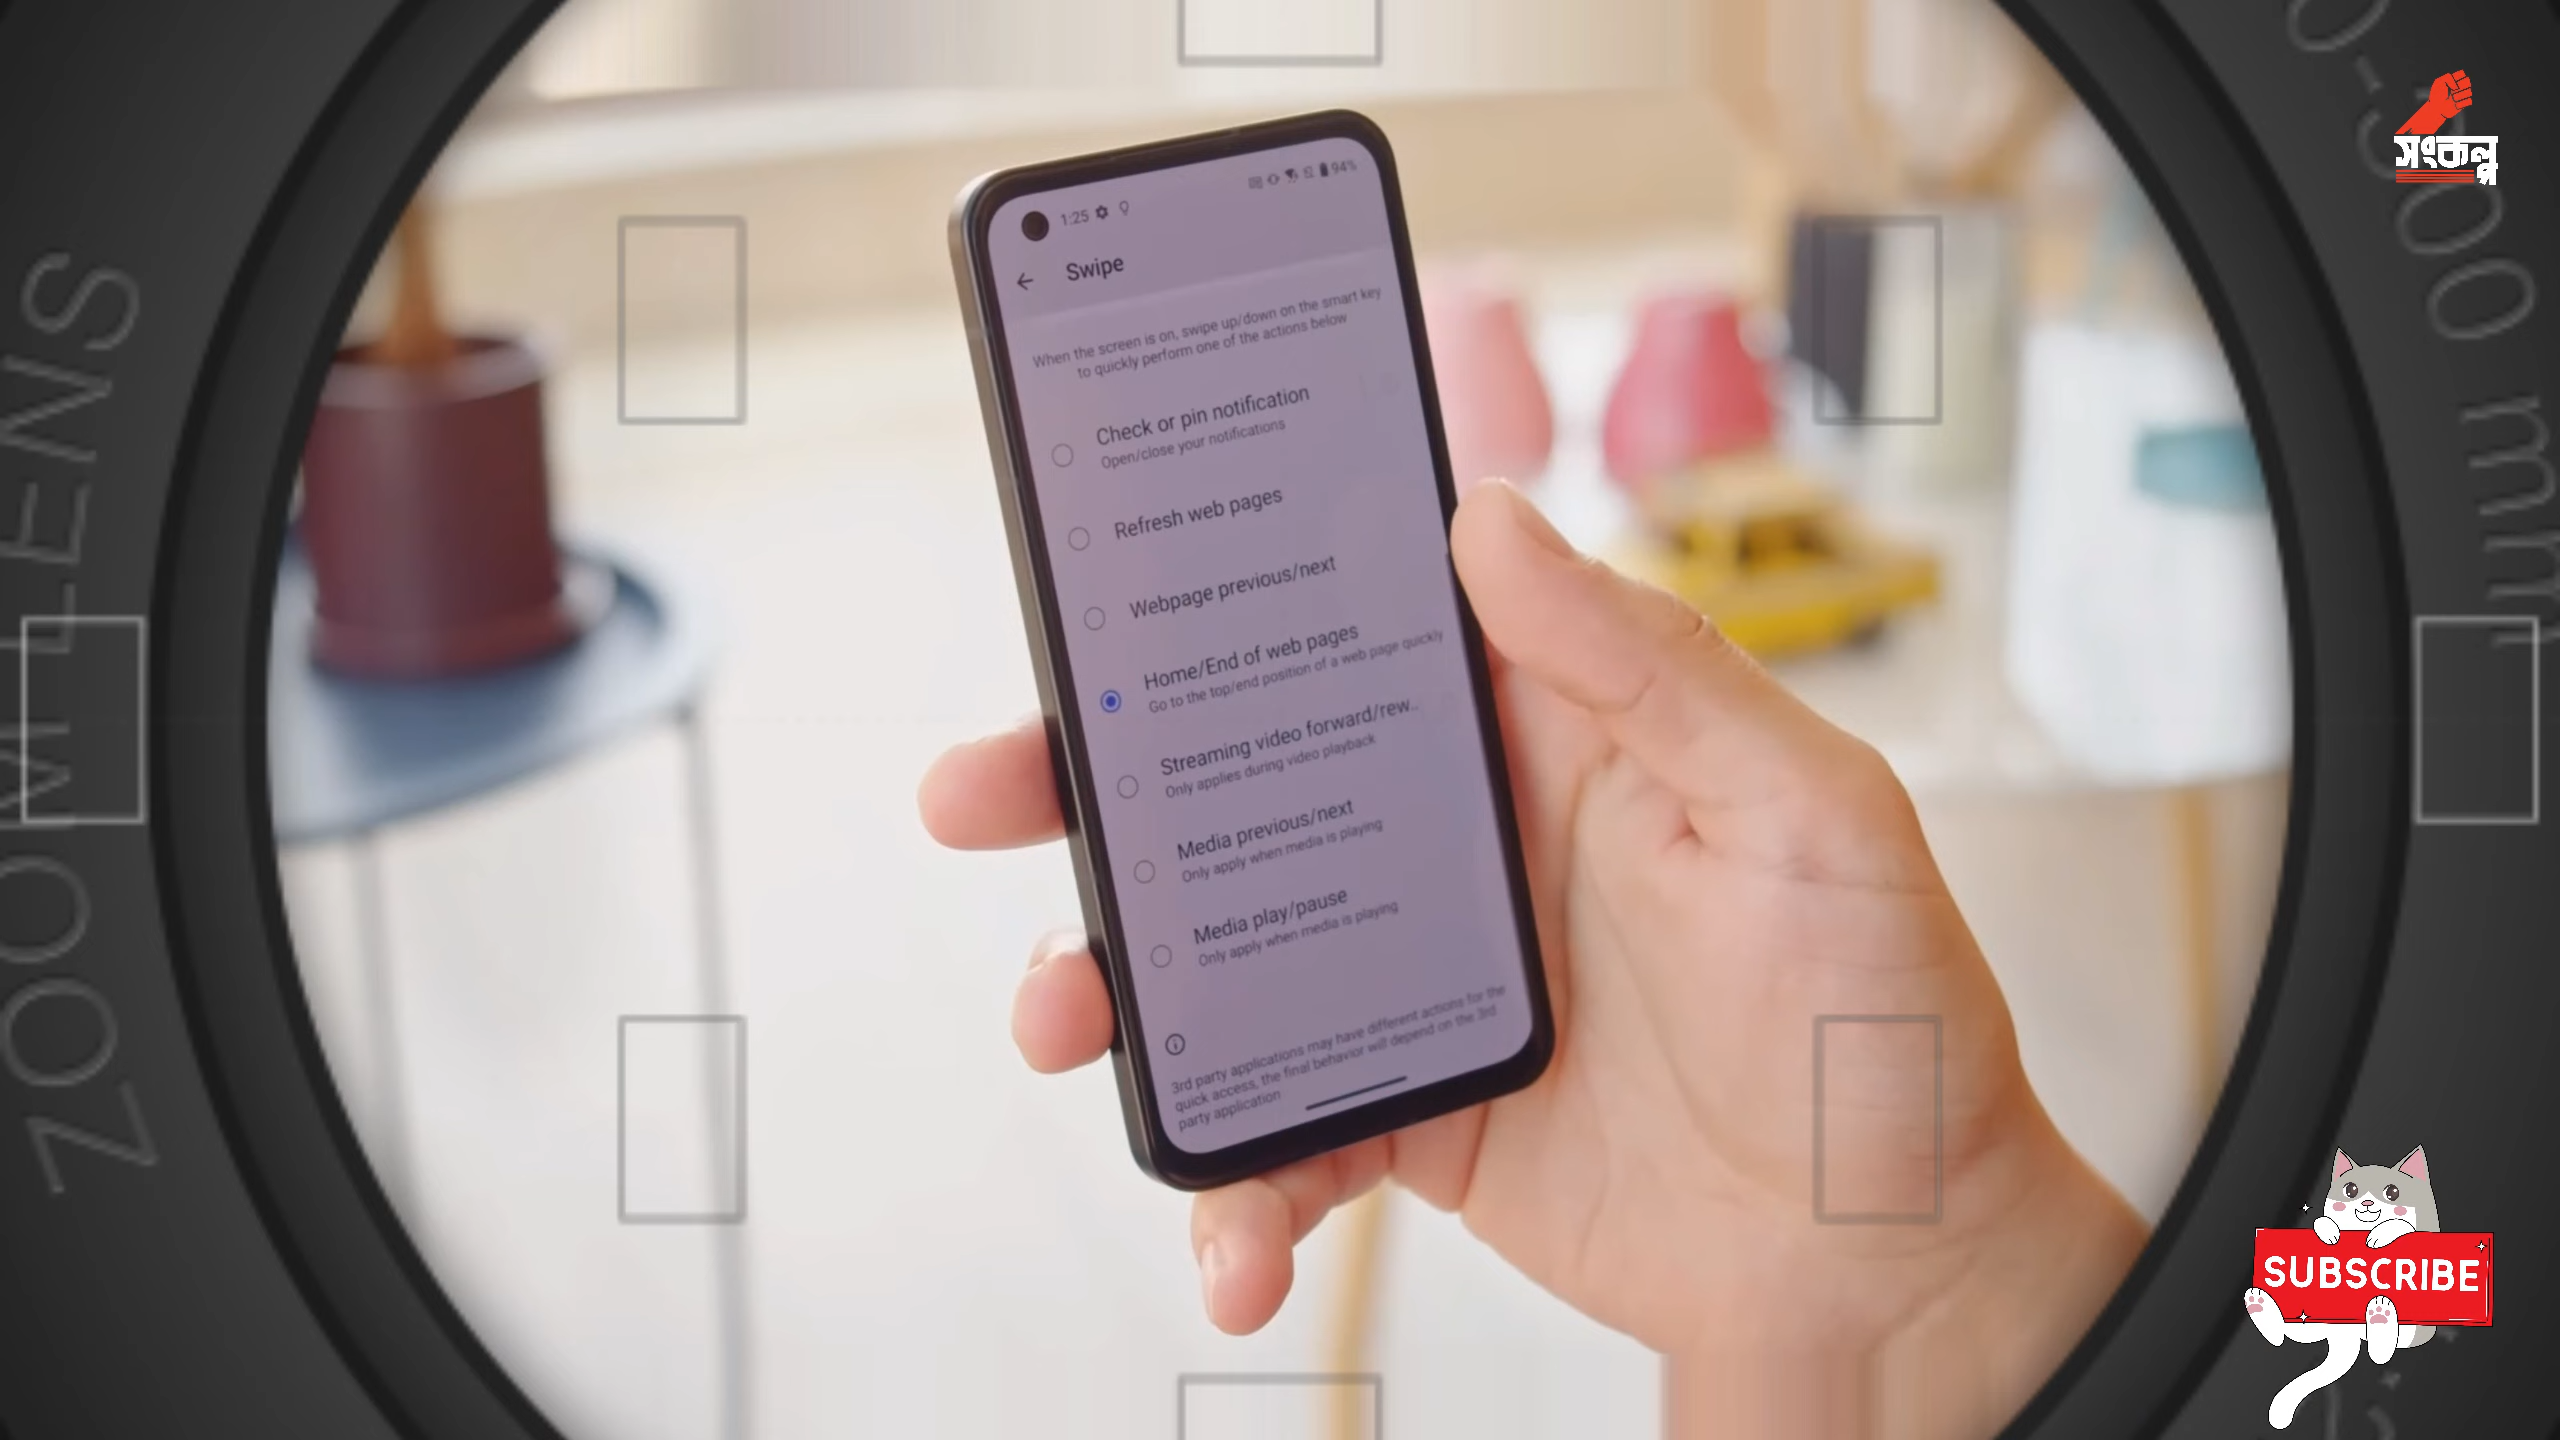 ZOOM LENS
mm
সংকল্প
1:25
94%
Swipe
When the screen is on, swipe up/down on the smart key
to quickly perform one of the actions below
Check or pin notification
Open/close your notifications
Refresh web pages
Webpage previous/next
Home/End of web pages
Go to the top/end position of a web page quickly
Streaming video forward/rew..
Only applies during video playback
Media previous/next
Only apply when media is playing
Media play/pause
Only apply when media is playing
3rd party applications may have different actions for the
quick access, the final behavior will depend on the 3rd
party application
SUBSCRIBE